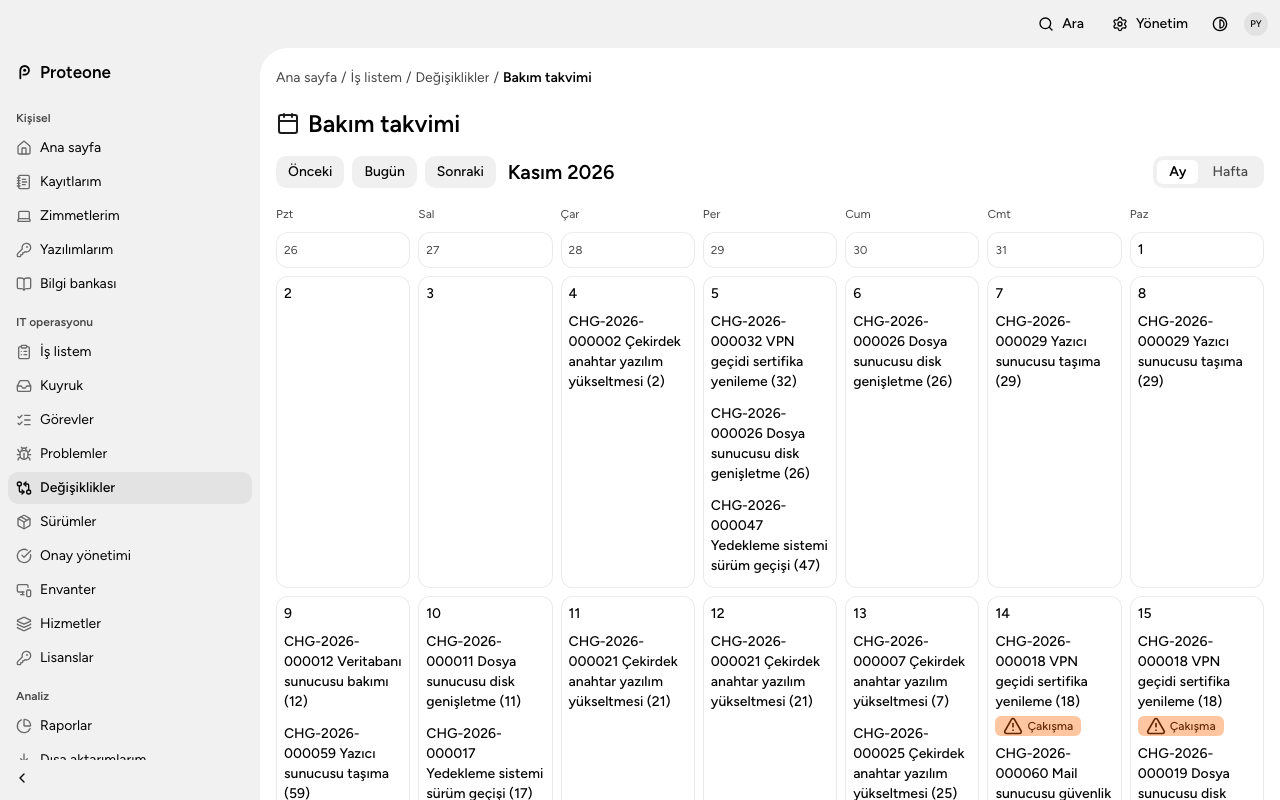 Ara
Yönetim
PY
Proteone
Kişisel
Ana sayfa
Kayıtlarım
Zimmetlerim
Yazılımlarım
Bilgi bankası
IT operasyonu
İş listem
Kuyruk
Görevler
Problemler
Değişiklikler
Sürümler
Onay yönetimi
Envanter
Hizmetler
Lisanslar
Analiz
Raporlar
Dışa aktarımlarım
Ana sayfa / İş listem / Değişiklikler / Bakım takvimi
Bakım takvimi
Önceki
Bugün
Sonraki
Kasım 2026
Ay
Hafta
Pzt
Sal
Çar
Per
Cum
Cmt
Paz
26
27
28
29
30
31
1
2
3
4
CHG-2026-
000002 Çekirdek
anahtar yazılım
yükseltmesi (2)
5
CHG-2026-
000032 VPN
geçidi sertifika
yenileme (32)
CHG-2026-
000026 Dosya
sunucusu disk
genişletme (26)
CHG-2026-
000047
Yedekleme sistemi
sürüm geçişi (47)
6
CHG-2026-
000026 Dosya
sunucusu disk
genişletme (26)
7
CHG-2026-
000029 Yazıcı
sunucusu taşıma
(29)
8
CHG-2026-
000029 Yazıcı
sunucusu taşıma
(29)
9
CHG-2026-
000012 Veritabanı
sunucusu bakımı
(12)
CHG-2026-
000059 Yazıcı
sunucusu taşıma
(59)
10
CHG-2026-
000011 Dosya
sunucusu disk
genişletme (11)
CHG-2026-
000017
Yedekleme sistemi
sürüm geçişi (17)
11
CHG-2026-
000021 Çekirdek
anahtar yazılım
yükseltmesi (21)
12
CHG-2026-
000021 Çekirdek
anahtar yazılım
yükseltmesi (21)
13
CHG-2026-
000007 Çekirdek
anahtar yazılım
yükseltmesi (7)
CHG-2026-
000025 Çekirdek
anahtar yazılım
yükseltmesi (25)
14
CHG-2026-
000018 VPN
geçidi sertifika
yenileme (18)
Çakışma
CHG-2026-
000060 Mail
sunucusu güvenlik
15
CHG-2026-
000018 VPN
geçidi sertifika
yenileme (18)
Çakışma
CHG-2026-
000019 Dosya
sunucusu disk